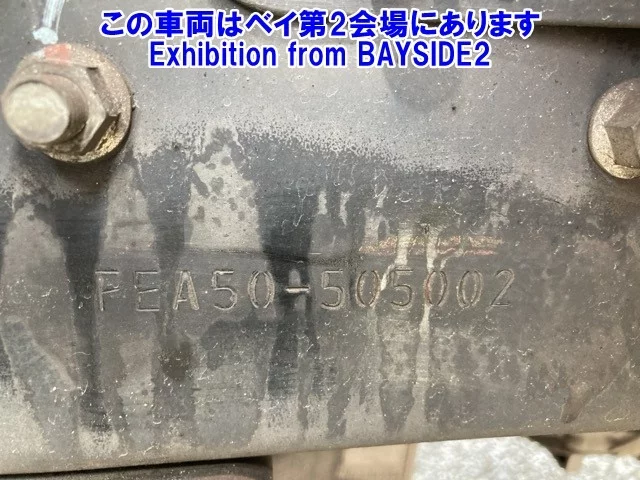 この車両はベイ第2会場にあります
Exhibition from BAYSIDE2
FEA50-505002